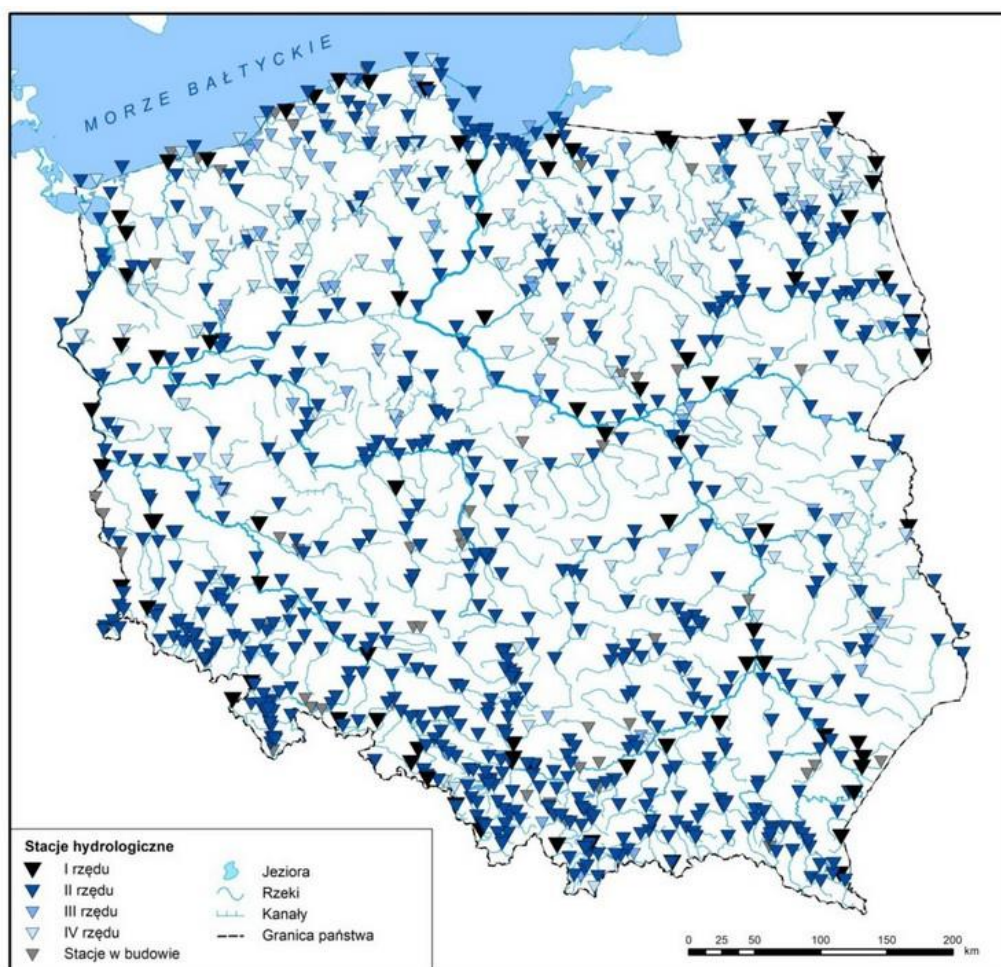 MORZE BAŁTYCKIE
Stacje hydrologiczne
I rzędu
II rzędu
III rzędu
IV rzędu
Stacje w budowie
Jeziora
Rzeki
Kanały
Granica państwa
0 25 50 100 150 200
km